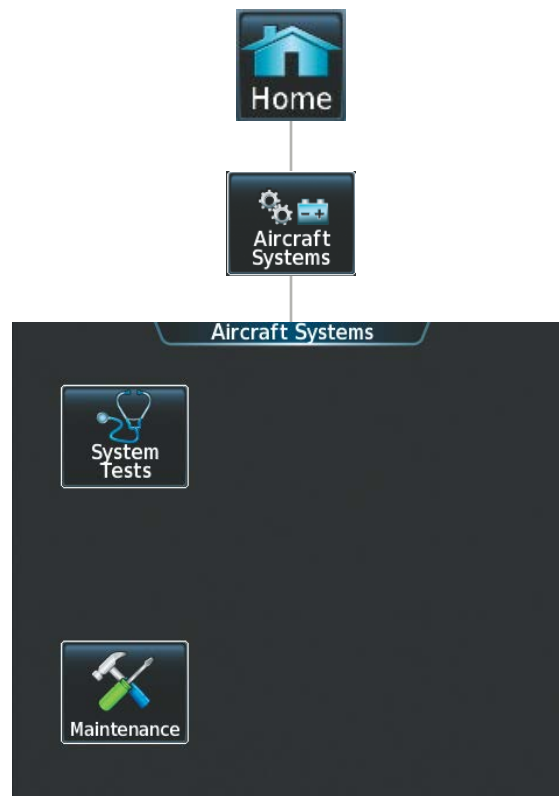 Home
Aircraft
Systems
Aircraft Systems
System
Tests
Maintenance